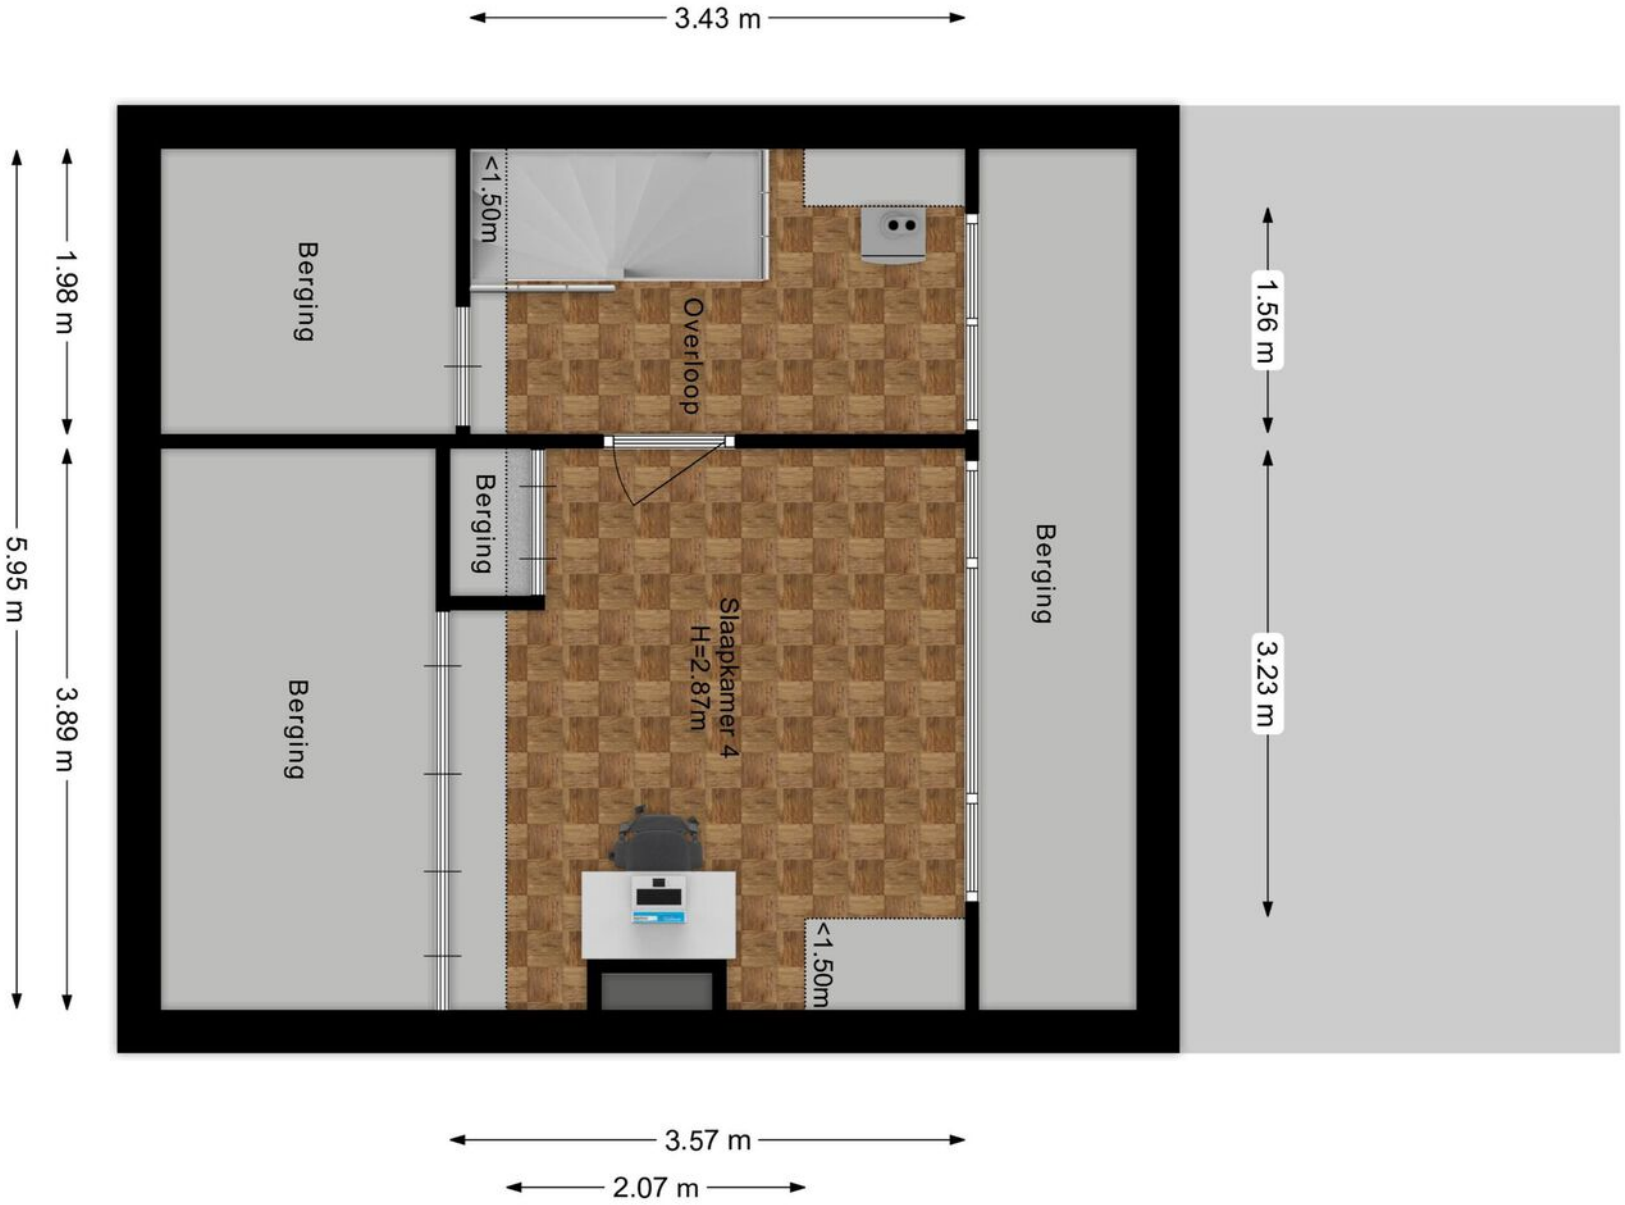 3.43 m
<1.50m
Berging
1.98 m
Overloop
1.56 m
Berging
Berging
5.95 m
Slaapkamer 4
H=2.87m
3.23 m
Berging
3.89 m
<1.50m
3.57 m
2.07 m